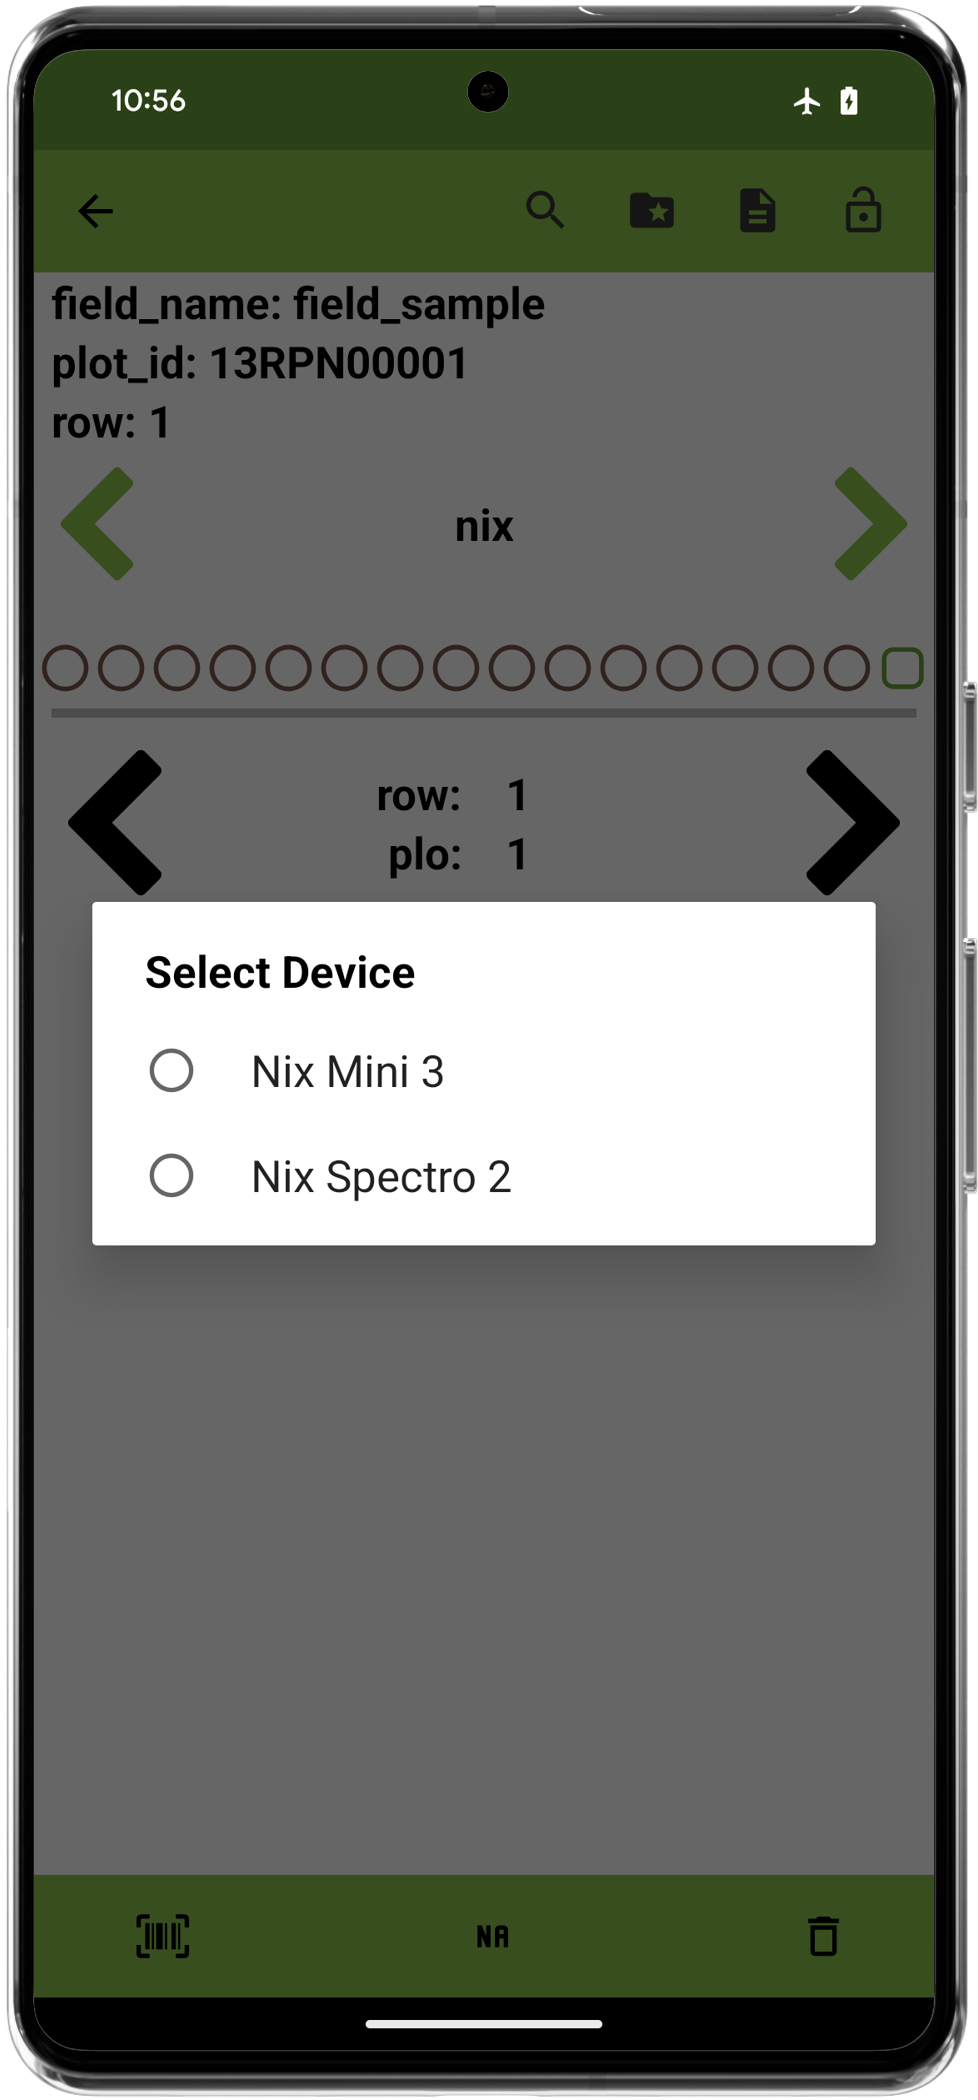 10:56
field_name: field_sample
plot_id: 13RPN00001
row: 1
nix
row: 1
plo: 1
Select Device
Nix Mini 3
Nix Spectro 2
NA